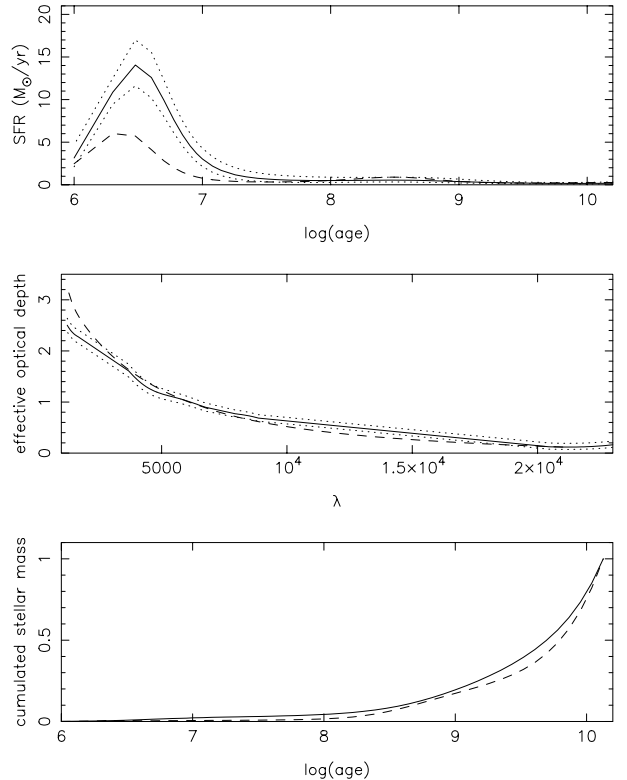 20
15
10
5
0
SFR (M☉/yr)
6 7 8 9 10
log(age)
3
2
1
0
effective optical depth
5000 10⁴ 1.5×10⁴ 2×10⁴
λ
1
0.5
0
cumulated stellar mass
6 7 8 9 10
log(age)